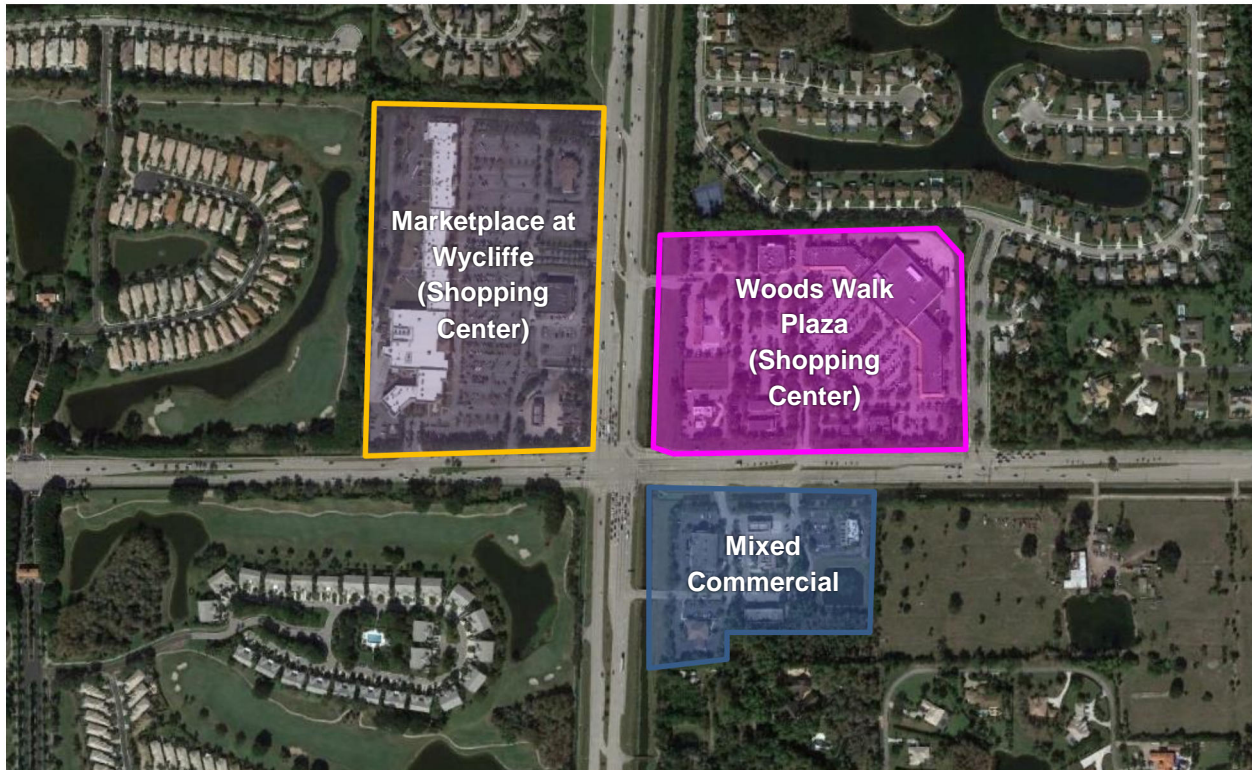 Marketplace at
Wycliffe
(Shopping
Center)
Woods Walk
Plaza
(Shopping
Center)
Mixed
Commercial